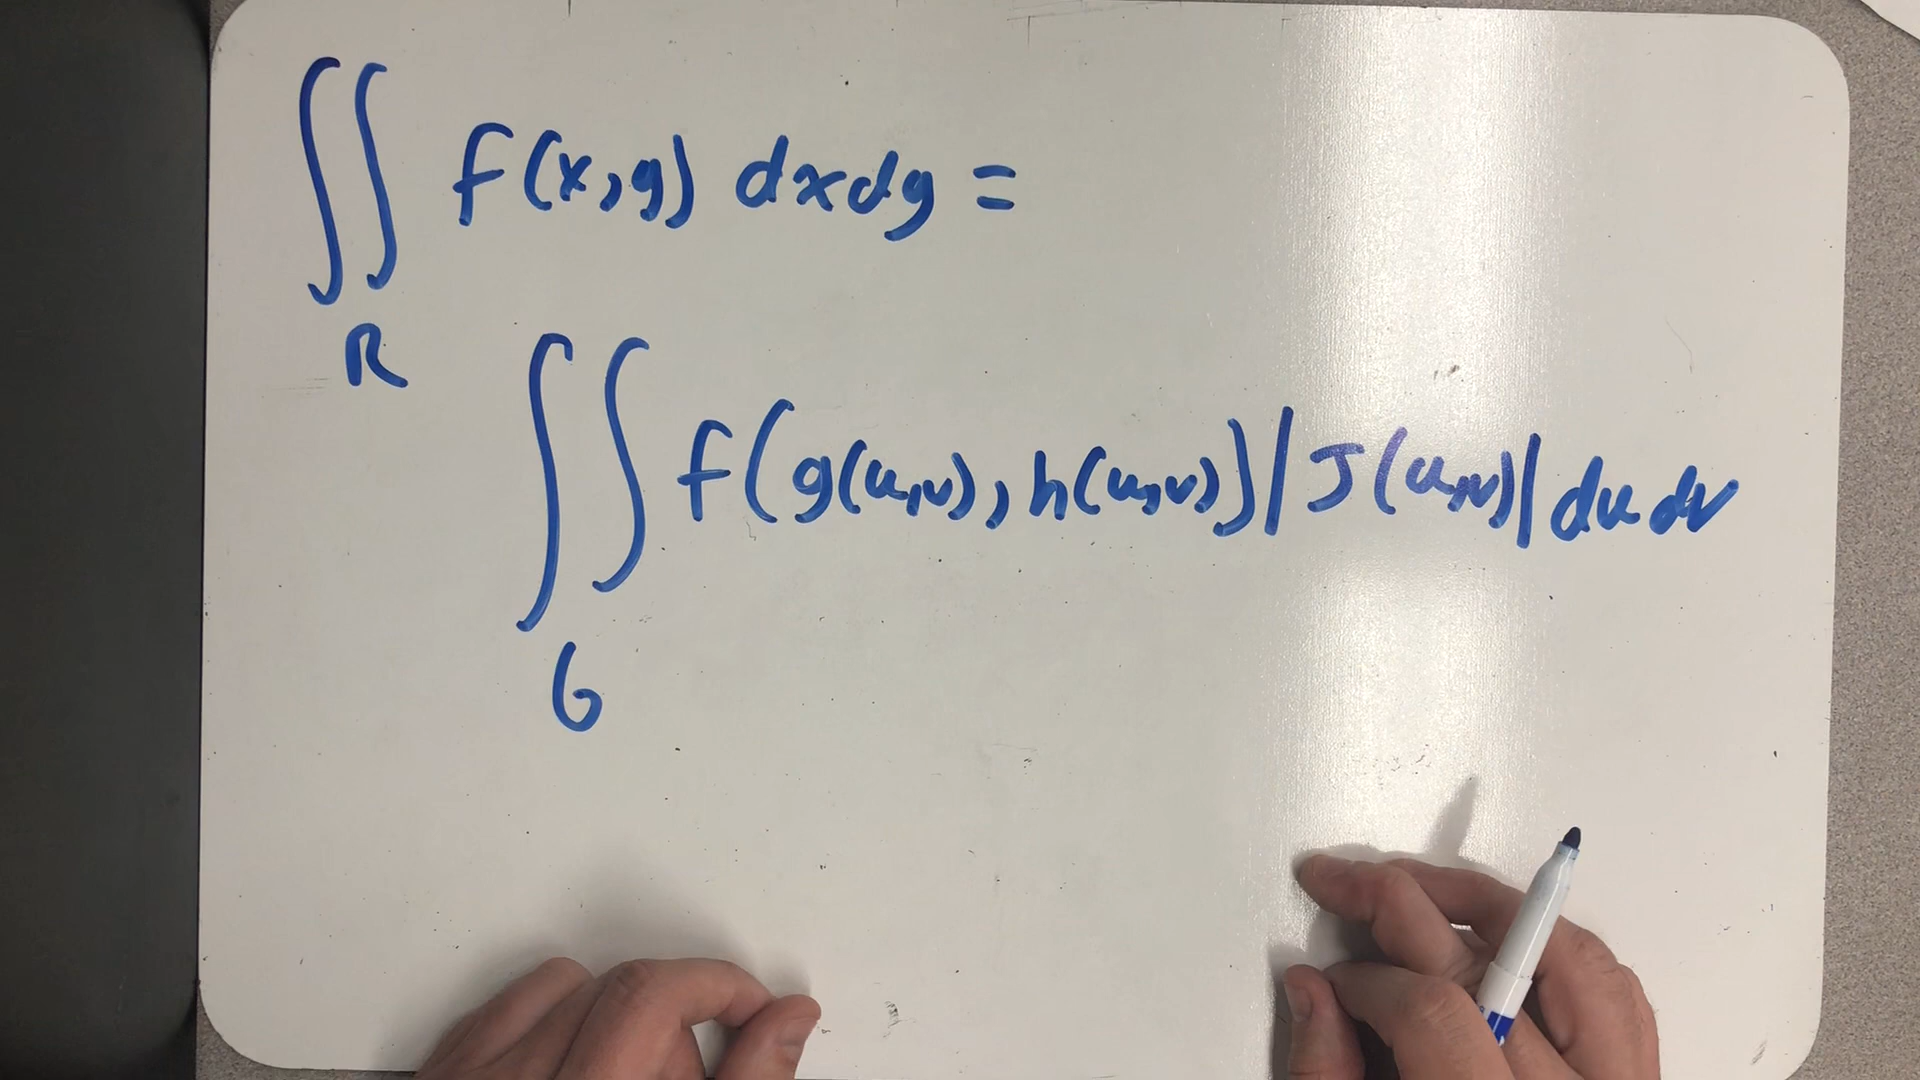 ∬ f(x,y) dxdy =
R
∬ f(g(u,v), h(u,v)) |J(u,v)| du dv
G